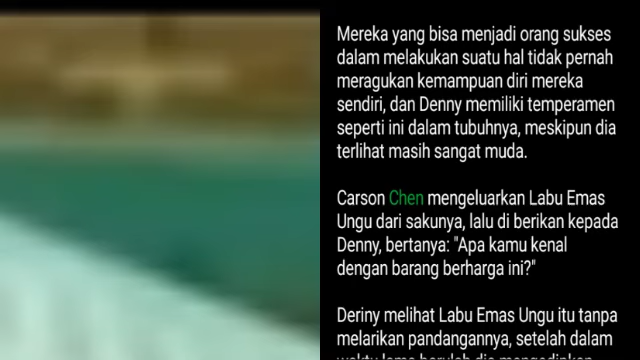 Mereka yang bisa menjadi orang sukses
dalam melakukan suatu hal tidak pernah
meragukan kemampuan diri mereka
sendiri, dan Denny memiliki temperamen
seperti ini dalam tubuhnya, meskipun dia
terlihat masih sangat muda.
Carson Chen mengeluarkan Labu Emas
Ungu dari sakunya, lalu di berikan kepada
Denny, bertanya: "Apa kamu kenal
dengan barang berharga ini?"
Deriny melihat Labu Emas Ungu itu tanpa
melarikan pandangannya, setelah dalam